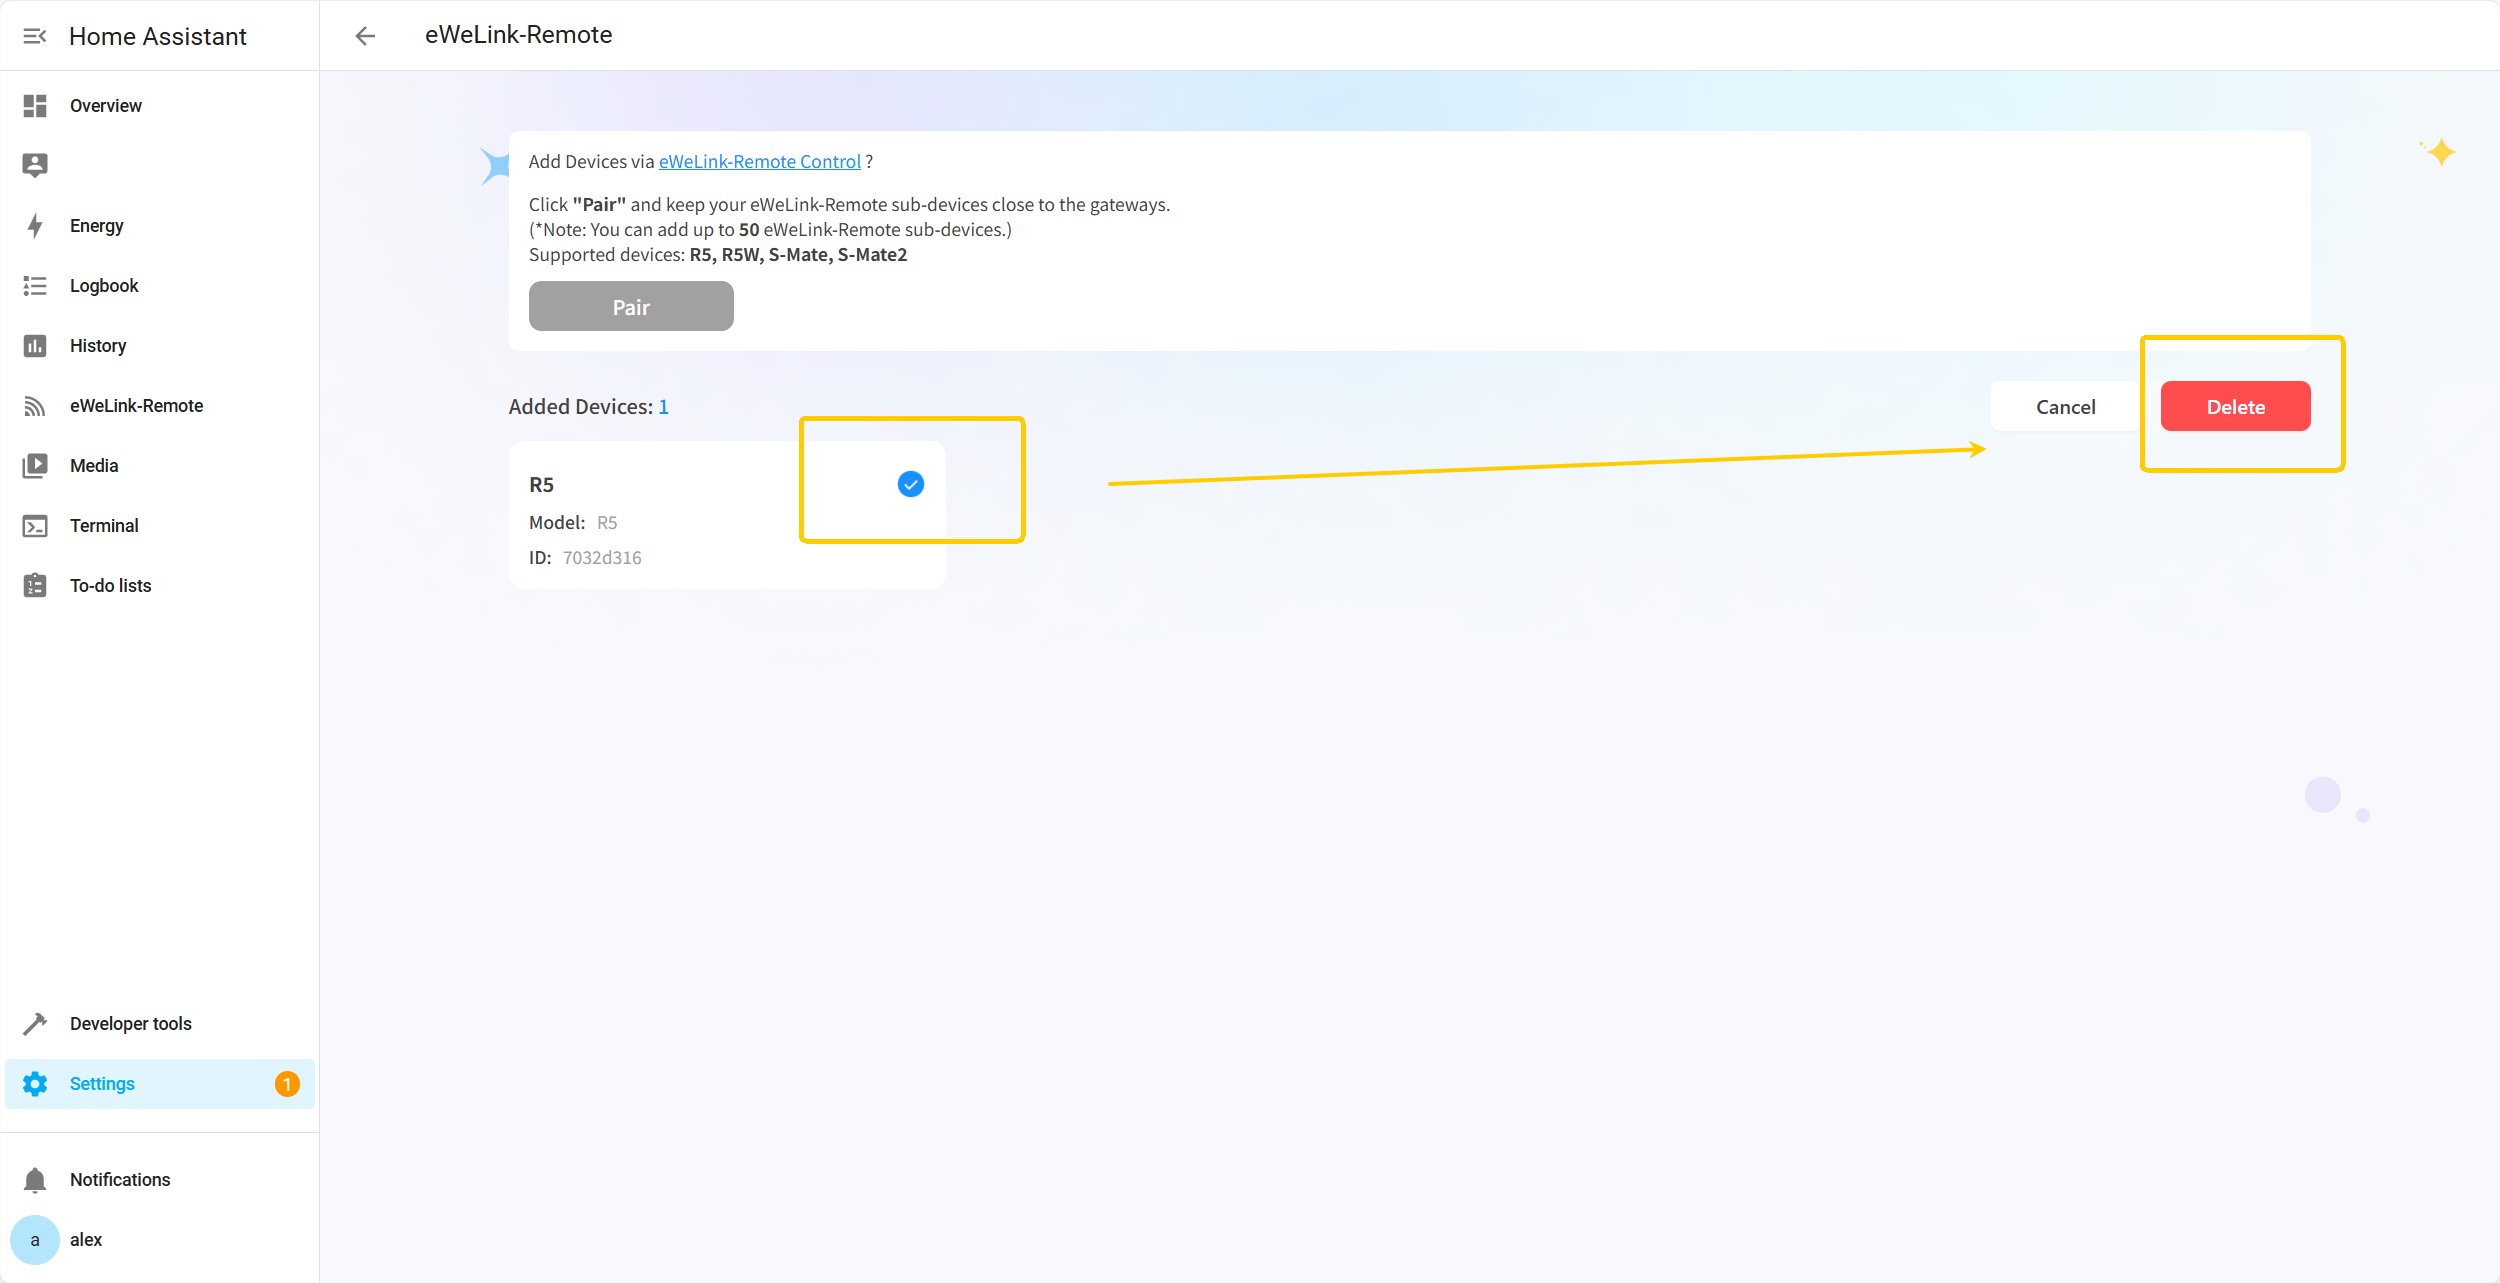 Home Assistant
eWeLink-Remote
Overview
Energy
Logbook
History
eWeLink-Remote
Media
Terminal
To-do lists
Developer tools
Settings
1
Notifications
a
alex
Add Devices via eWeLink-Remote Control ?
Click "Pair" and keep your eWeLink-Remote sub-devices close to the gateways.
(*Note: You can add up to 50 eWeLink-Remote sub-devices.)
Supported devices: R5, R5W, S-Mate, S-Mate2
Pair
Added Devices: 1
Cancel
Delete
R5
Model: R5
ID: 7032d316